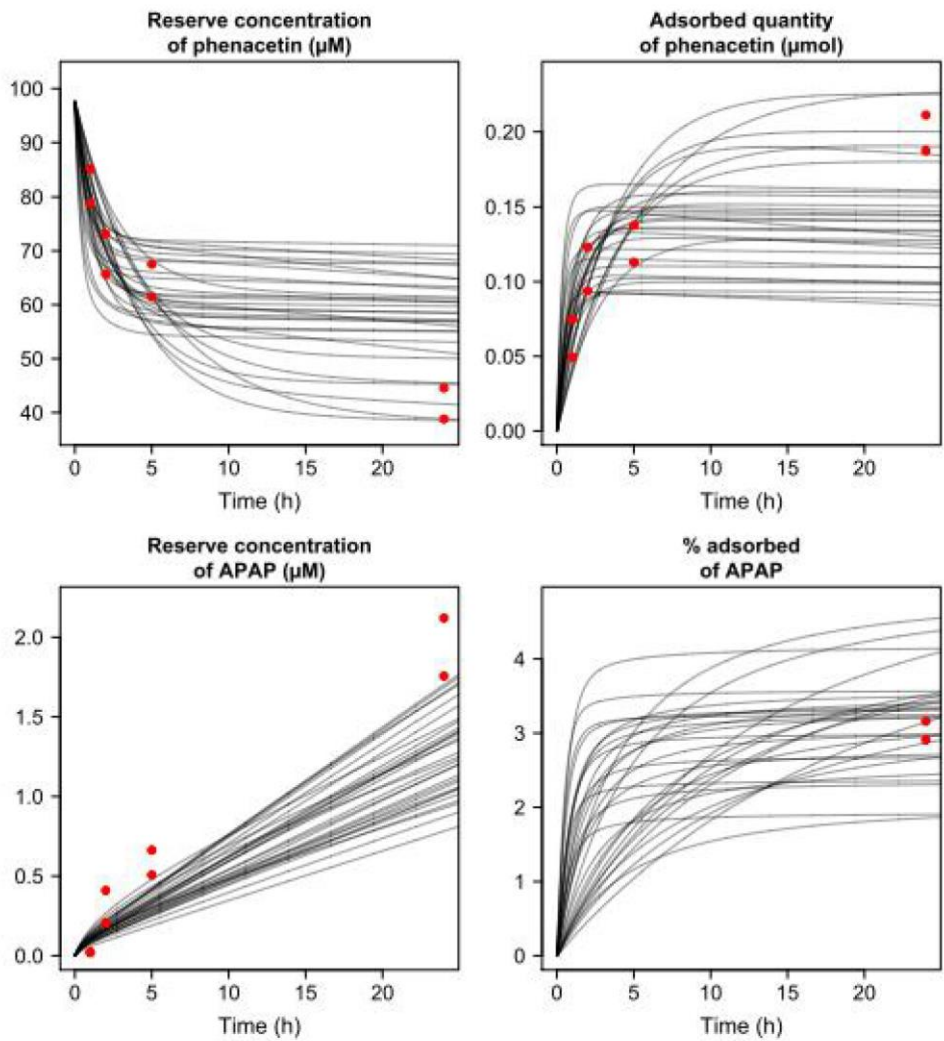 Reserve concentration
of phenacetin (µM)
100
90
80
70
60
50
40
0 5 10 15 20
Time (h)
Adsorbed quantity
of phenacetin (µmol)
0.20
0.15
0.10
0.05
0.00
0 5 10 15 20
Time (h)
Reserve concentration
of APAP (µM)
2.0
1.5
1.0
0.5
0.0
0 5 10 15 20
Time (h)
% adsorbed
of APAP
4
3
2
1
0
0 5 10 15 20
Time (h)